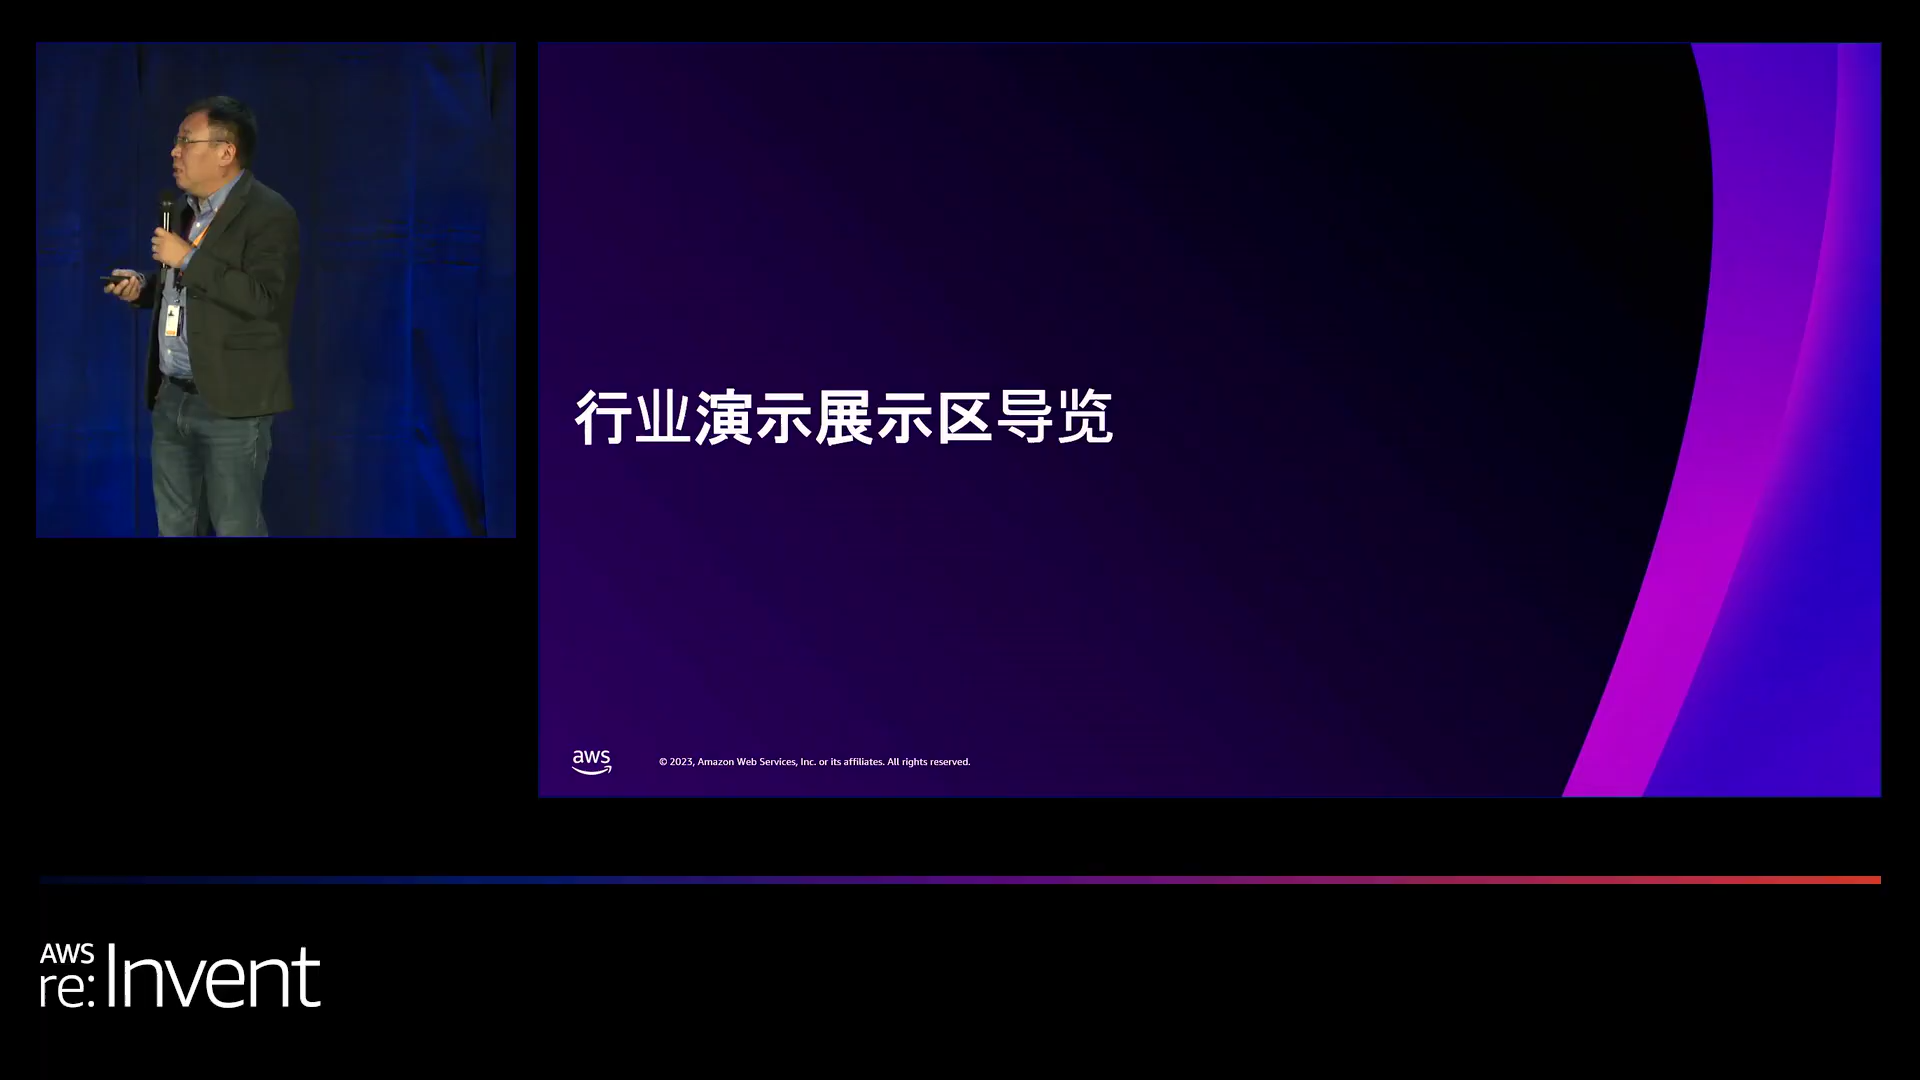 行业演示展示区导览
aws
© 2023, Amazon Web Services, Inc. or its affiliates. All rights reserved.
AWS
re:Invent